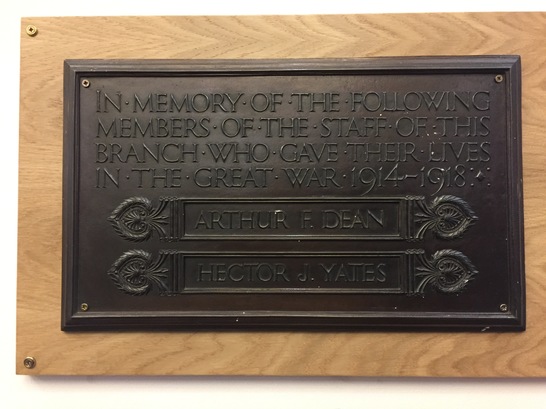 IN·MEMORY·OF·THE·FOLLOWING
MEMBERS·OF·THE·STAFF·OF·THIS
BRANCH·WHO·GAVE·THEIR·LIVES
IN·THE·GREAT·WAR·1914-1918
ARTHUR F. DEAN
HECTOR J. YATES